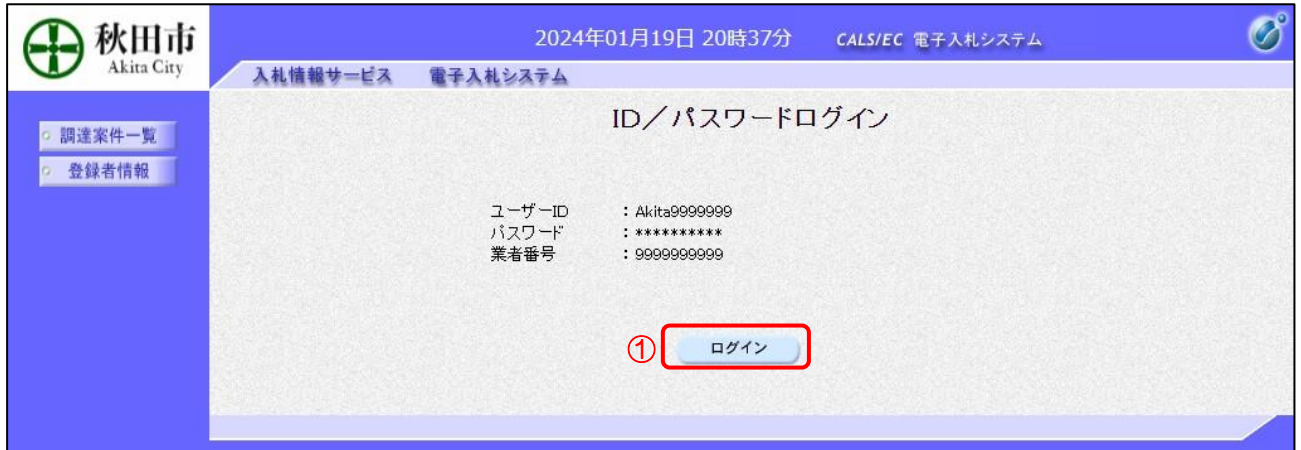 秋田市
Akita City
2024年01月19日 20時37分 CALS/EC 電子入札システム
入札情報サービス 電子入札システム
調達案件一覧
登録者情報
ID／パスワードログイン
ユーザーID ：Akita9999999
パスワード ：**********
業者番号 ：9999999999
① ログイン